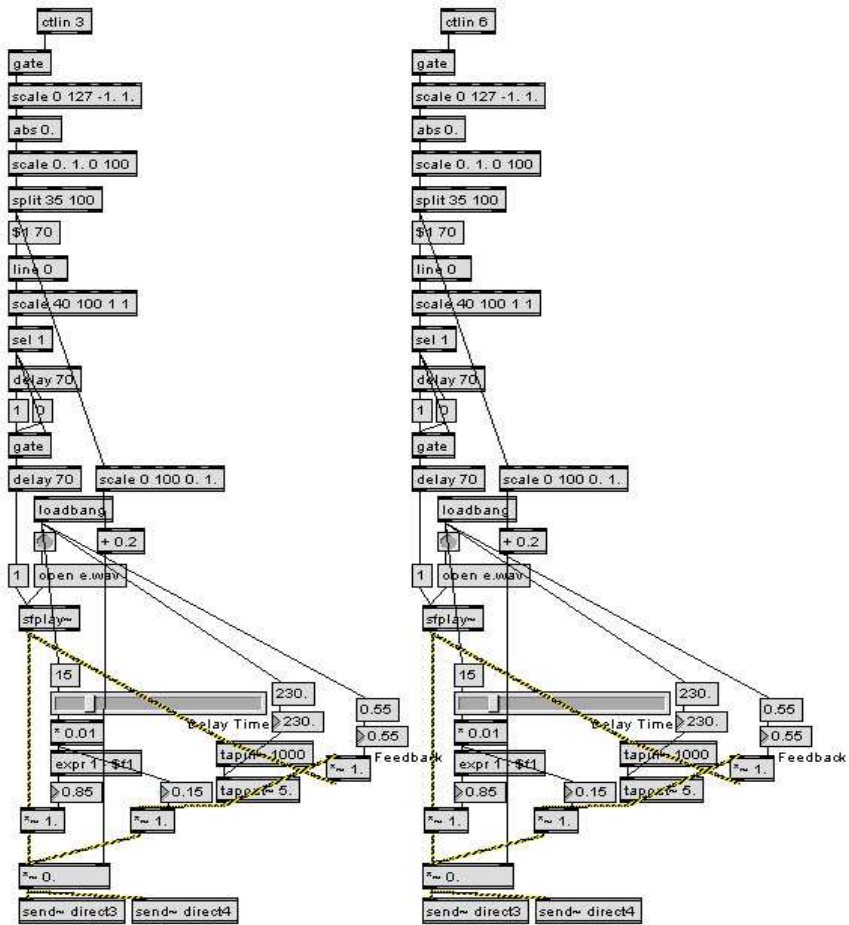 ctlin 3
gate
scale 0 127 -1. 1.
abs 0.
scale 0. 1. 0 100
split 35 100
$1 70
line 0
scale 40 100 1 1
sel 1
delay 70
1 0
gate
delay 70
scale 0 100 0. 1.
loadbang
+ 0.2
1
open e.wav
sfplay~
15
230.
0.55
Delay Time
230.
0.55
* 0.01
tapin~ 1000
Feedback
expr 1 - $f1
*~ 1.
0.85
0.15
tapout~ 5.
*~ 1.
*~ 1.
*~ 0.
send~ direct3
send~ direct4
ctlin 6
gate
scale 0 127 -1. 1.
abs 0.
scale 0. 1. 0 100
split 35 100
$1 70
line 0
scale 40 100 1 1
sel 1
delay 70
1 0
gate
delay 70
scale 0 100 0. 1.
loadbang
+ 0.2
1
open e.wav
sfplay~
15
230.
0.55
Delay Time
230.
0.55
* 0.01
tapin~ 1000
Feedback
expr 1 - $f1
*~ 1.
0.85
0.15
tapout~ 5.
*~ 1.
*~ 1.
*~ 0.
send~ direct3
send~ direct4